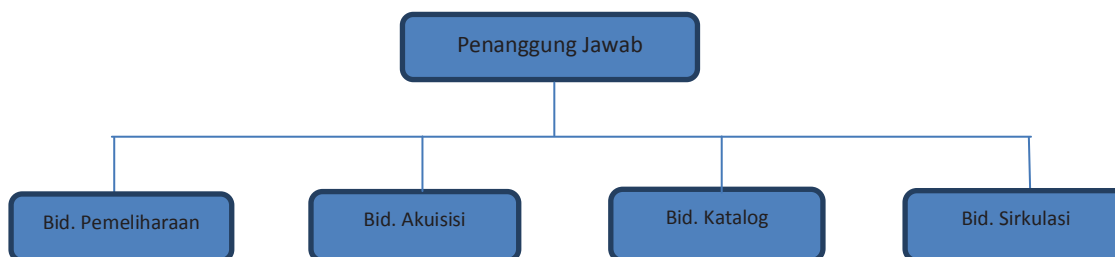 Penanggung Jawab
Bid. Pemeliharaan
Bid. Akuisisi
Bid. Katalog
Bid. Sirkulasi